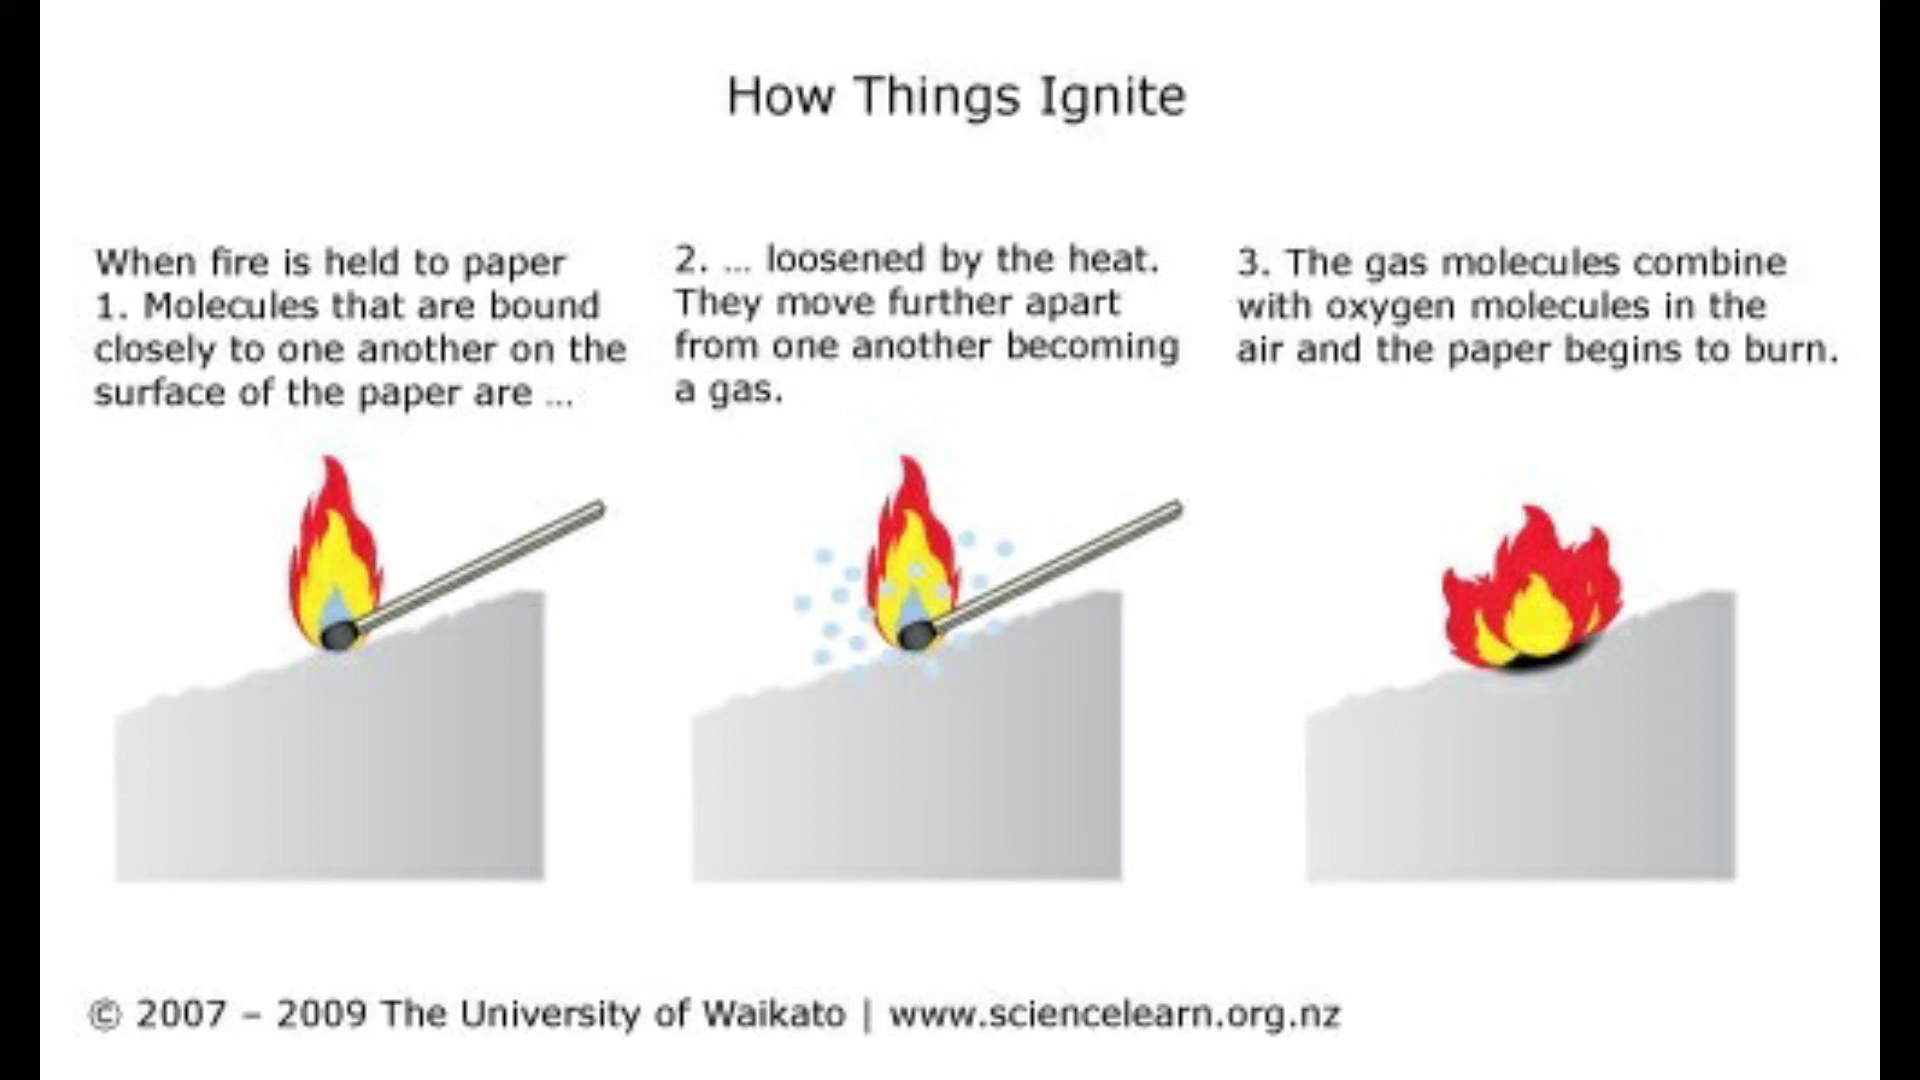 How Things Ignite
When fire is held to paper
1. Molecules that are bound
closely to one another on the
surface of the paper are ...
2. ... loosened by the heat.
They move further apart
from one another becoming
a gas.
3. The gas molecules combine
with oxygen molecules in the
air and the paper begins to burn.
© 2007 – 2009 The University of Waikato | www.sciencelearn.org.nz